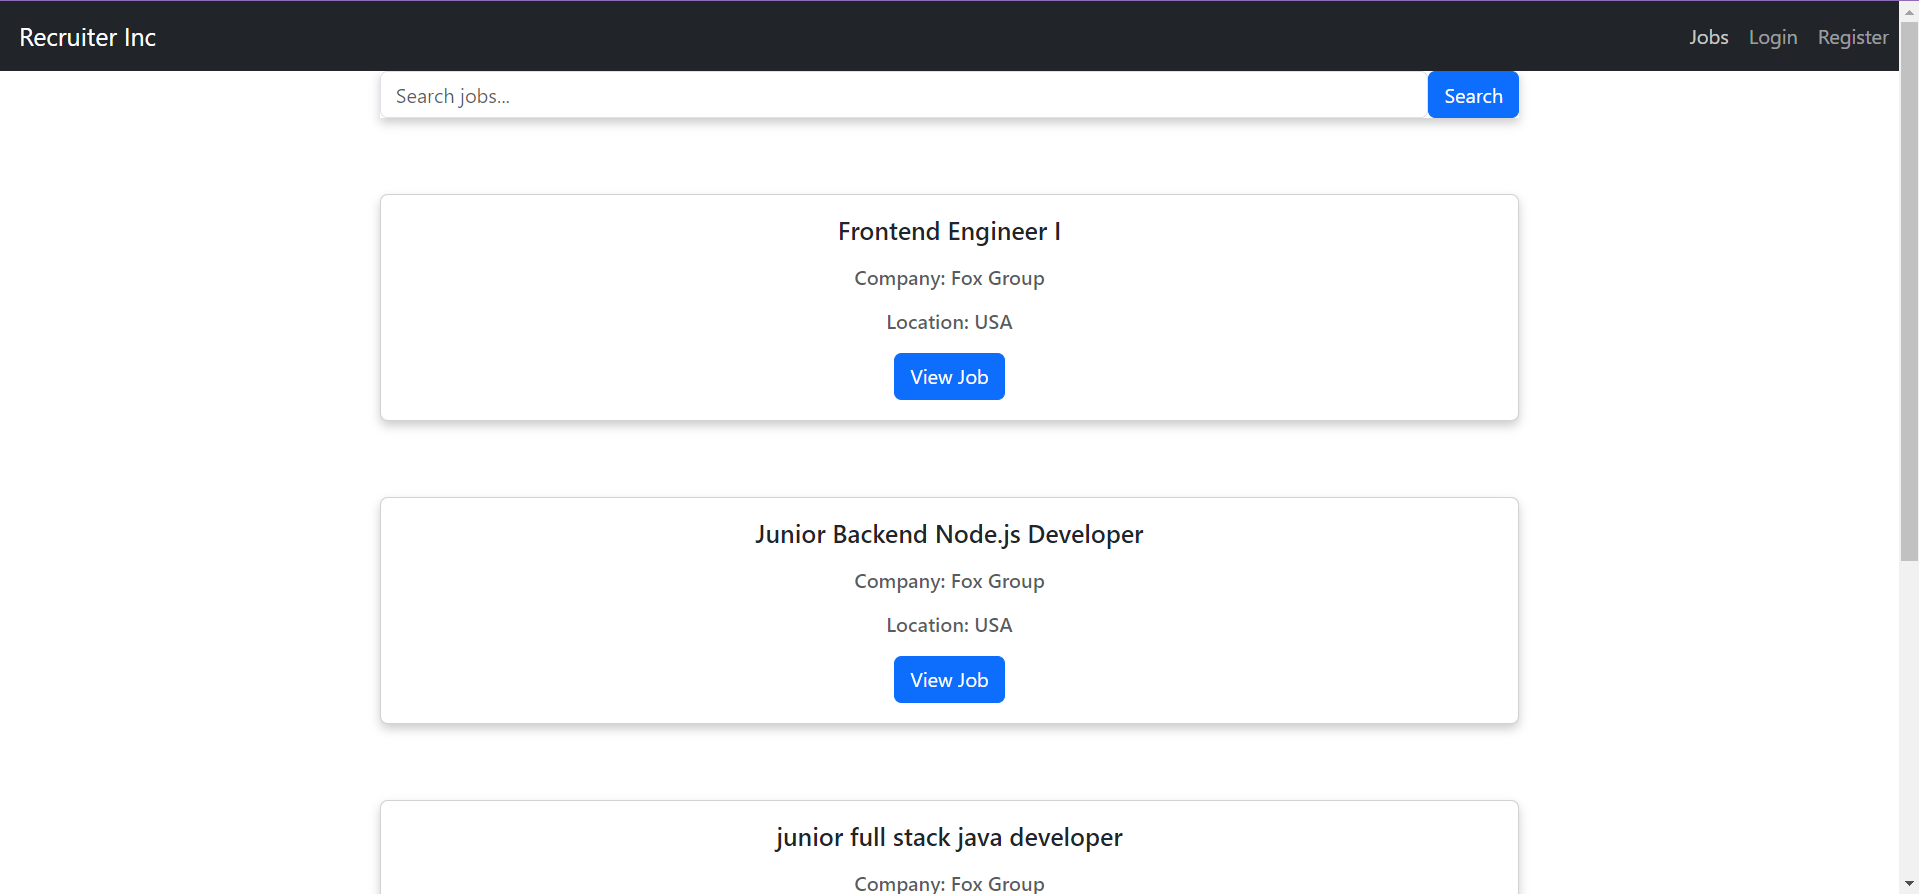 Recruiter Inc
Jobs Login Register
Search jobs...
Search
Frontend Engineer I
Company: Fox Group
Location: USA
View Job
Junior Backend Node.js Developer
Company: Fox Group
Location: USA
View Job
junior full stack java developer
Company: Fox Group